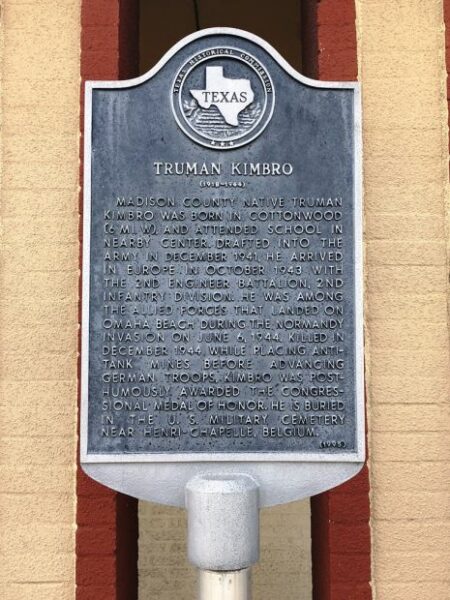 TEXAS HISTORICAL COMMISSION
TEXAS
TRUMAN KIMBRO
(1918-1944)
MADISON COUNTY NATIVE TRUMAN
KIMBRO WAS BORN IN COTTONWOOD
(6 MI. W), AND ATTENDED SCHOOL IN
NEARBY CENTER. DRAFTED INTO THE
ARMY IN DECEMBER 1941, HE ARRIVED
IN EUROPE IN OCTOBER 1943 WITH
THE 2ND ENGINEER BATTALION, 2ND
INFANTRY DIVISION. HE WAS AMONG
THE ALLIED FORCES THAT LANDED ON
OMAHA BEACH DURING THE NORMANDY
INVASION ON JUNE 6, 1944. KILLED IN
DECEMBER 1944, WHILE PLACING ANTI-
TANK MINES BEFORE ADVANCING
GERMAN TROOPS, KIMBRO WAS POST-
HUMOUSLY AWARDED THE CONGRES-
SIONAL MEDAL OF HONOR. HE IS BURIED
IN THE U. S. MILITARY CEMETERY
NEAR HENRI-CHAPELLE, BELGIUM.
(1995)